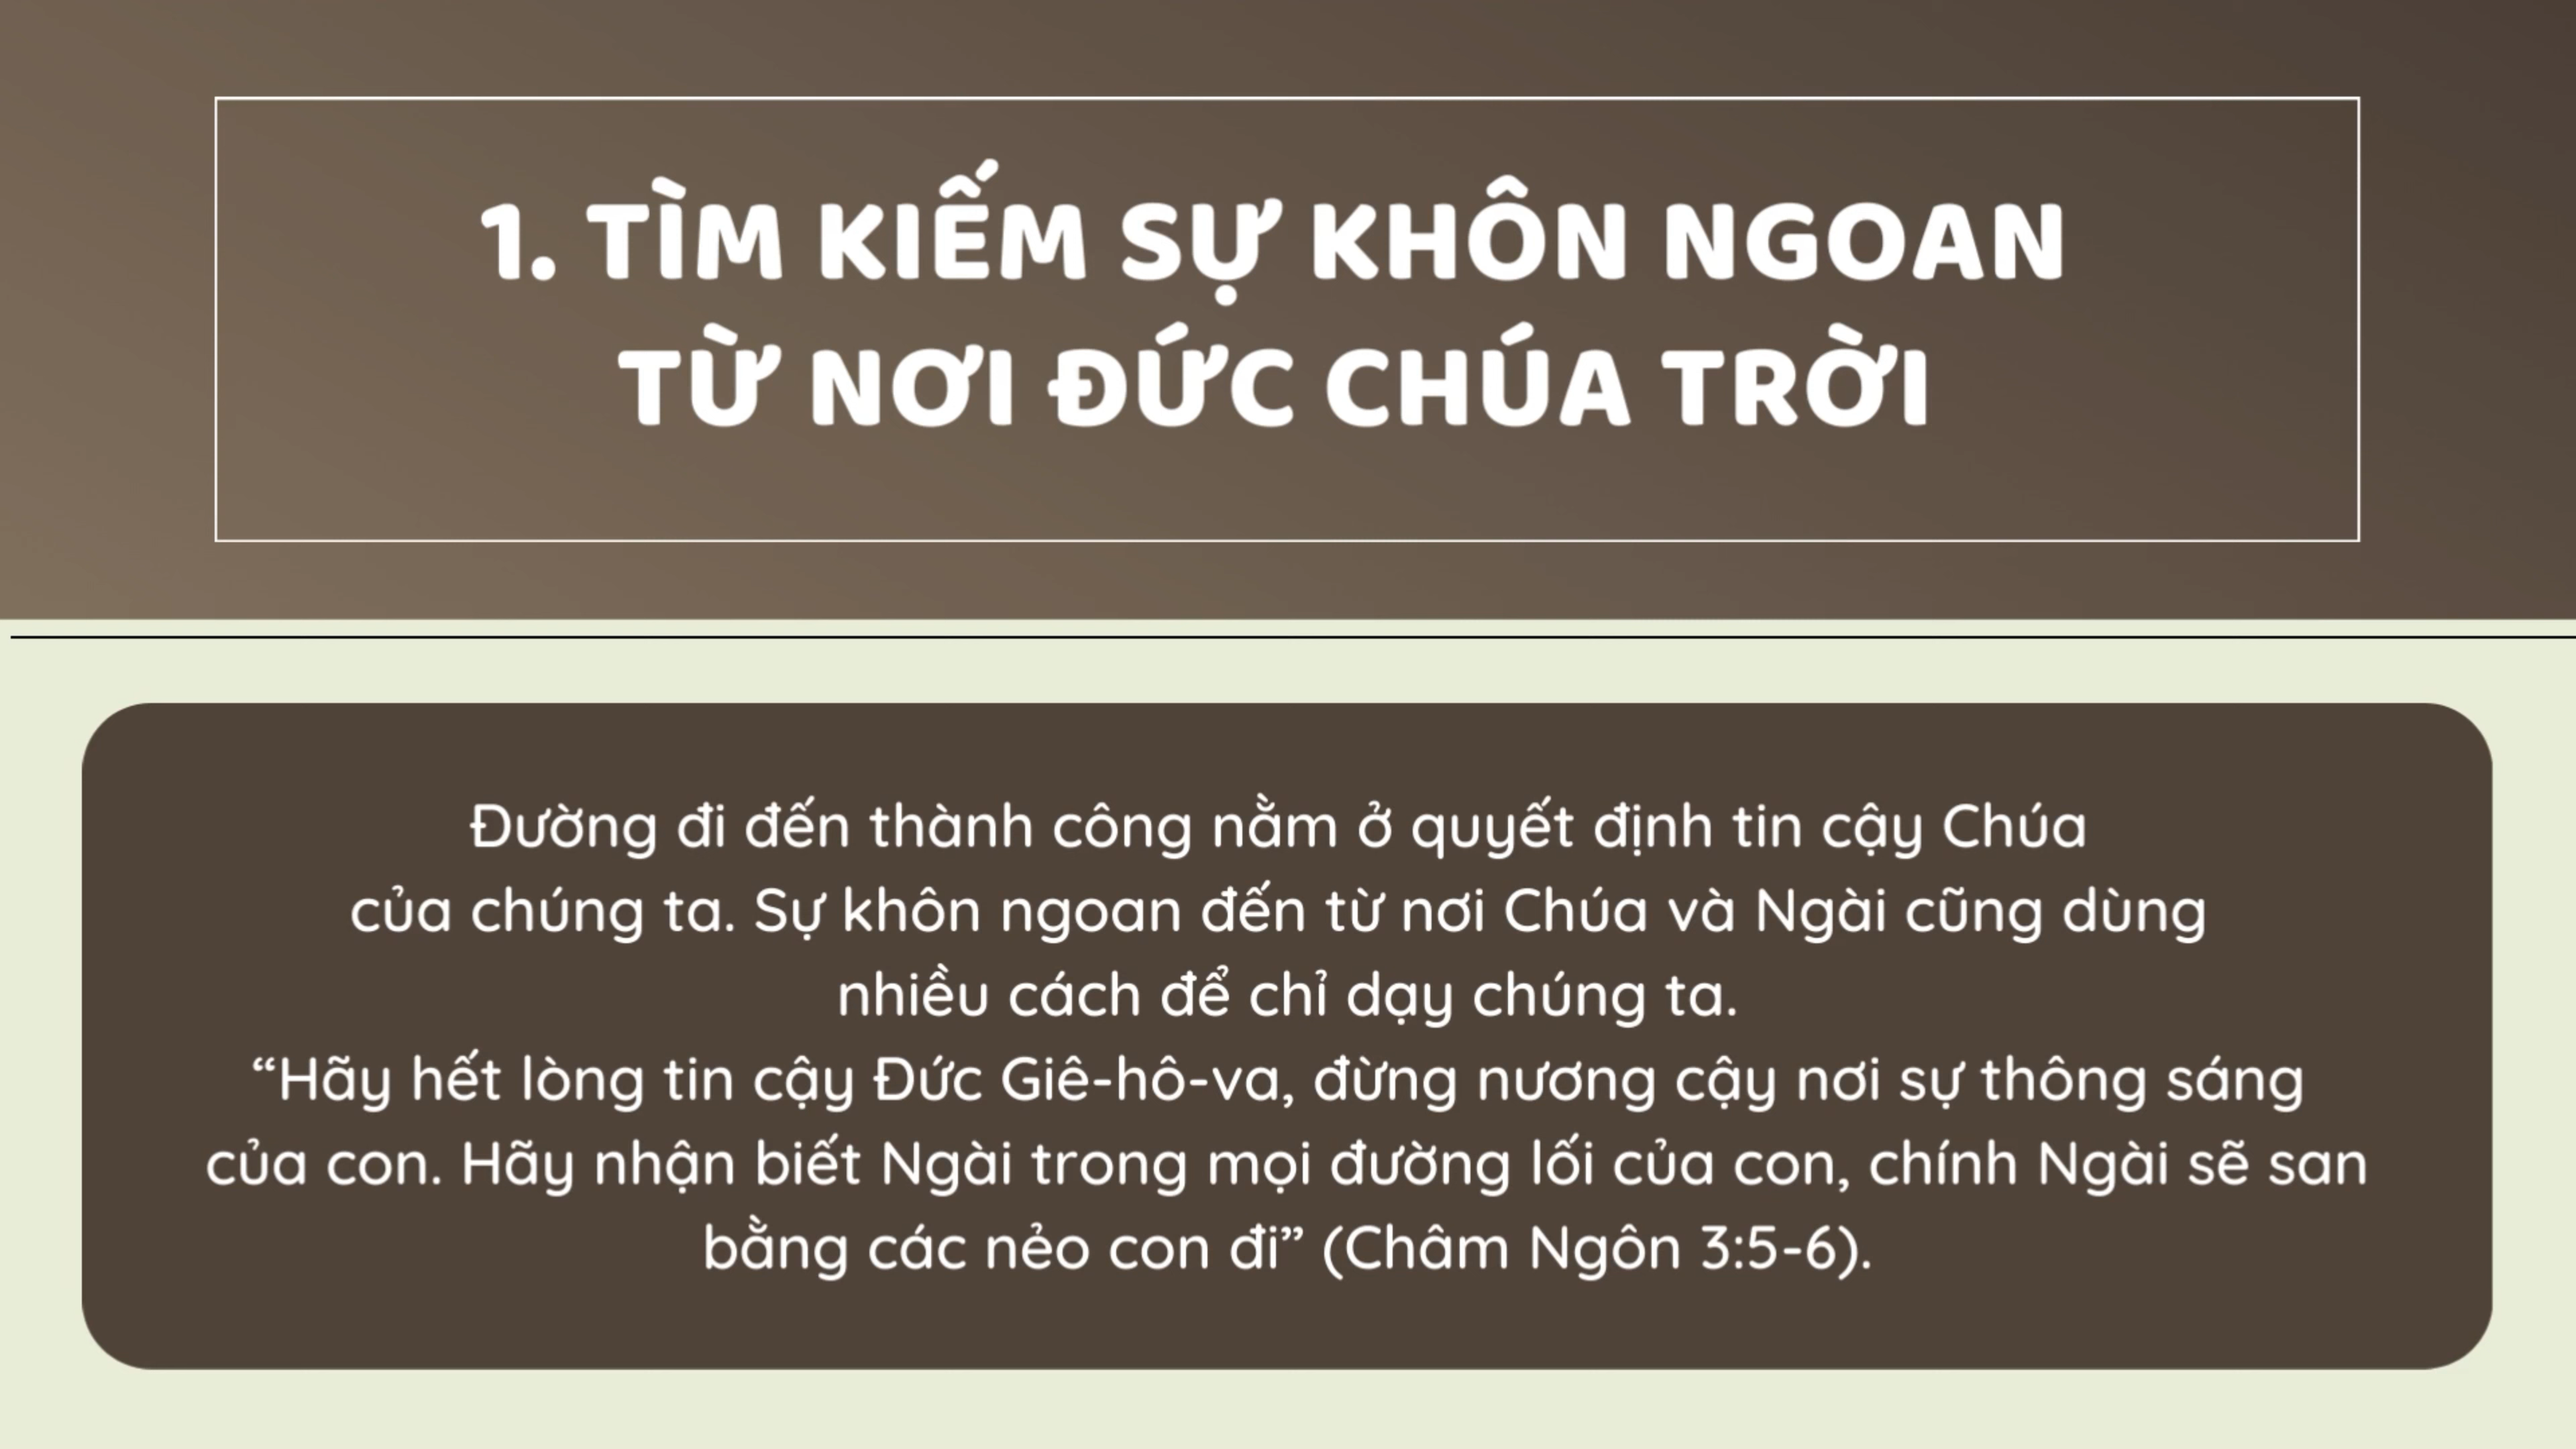 1. TÌM KIẾM SỰ KHÔN NGOAN
TỪ NƠI ĐỨC CHÚA TRỜI
Đường đi đến thành công nằm ở quyết định tin cậy Chúa
của chúng ta. Sự khôn ngoan đến từ nơi Chúa và Ngài cũng dùng
nhiều cách để chỉ dạy chúng ta.
“Hãy hết lòng tin cậy Đức Giê-hô-va, đừng nương cậy nơi sự thông sáng
của con. Hãy nhận biết Ngài trong mọi đường lối của con, chính Ngài sẽ san
bằng các nẻo con đi” (Châm Ngôn 3:5-6).